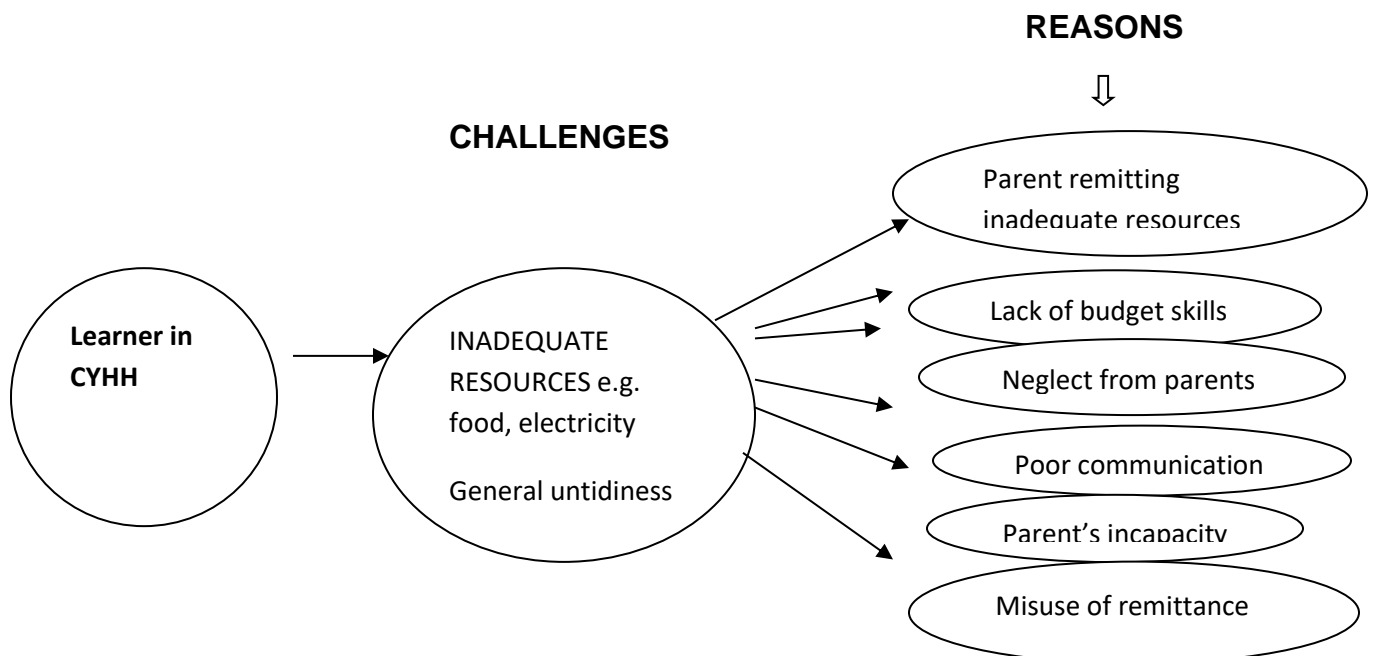 REASONS
⇩
CHALLENGES
Parent remitting
inadequate resources
Learner in
CYHH
INADEQUATE
RESOURCES e.g.
food, electricity
General untidiness
Lack of budget skills
Neglect from parents
Poor communication
Parent’s incapacity
Misuse of remittance